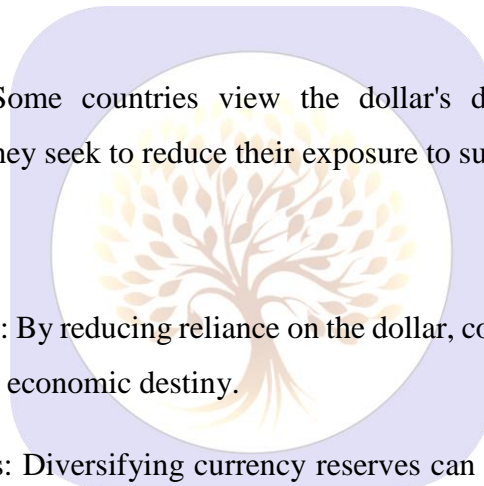 Some countries view the dollar's d
hey seek to reduce their exposure to su
: By reducing reliance on the dollar, co
economic destiny.
s: Diversifying currency reserves can